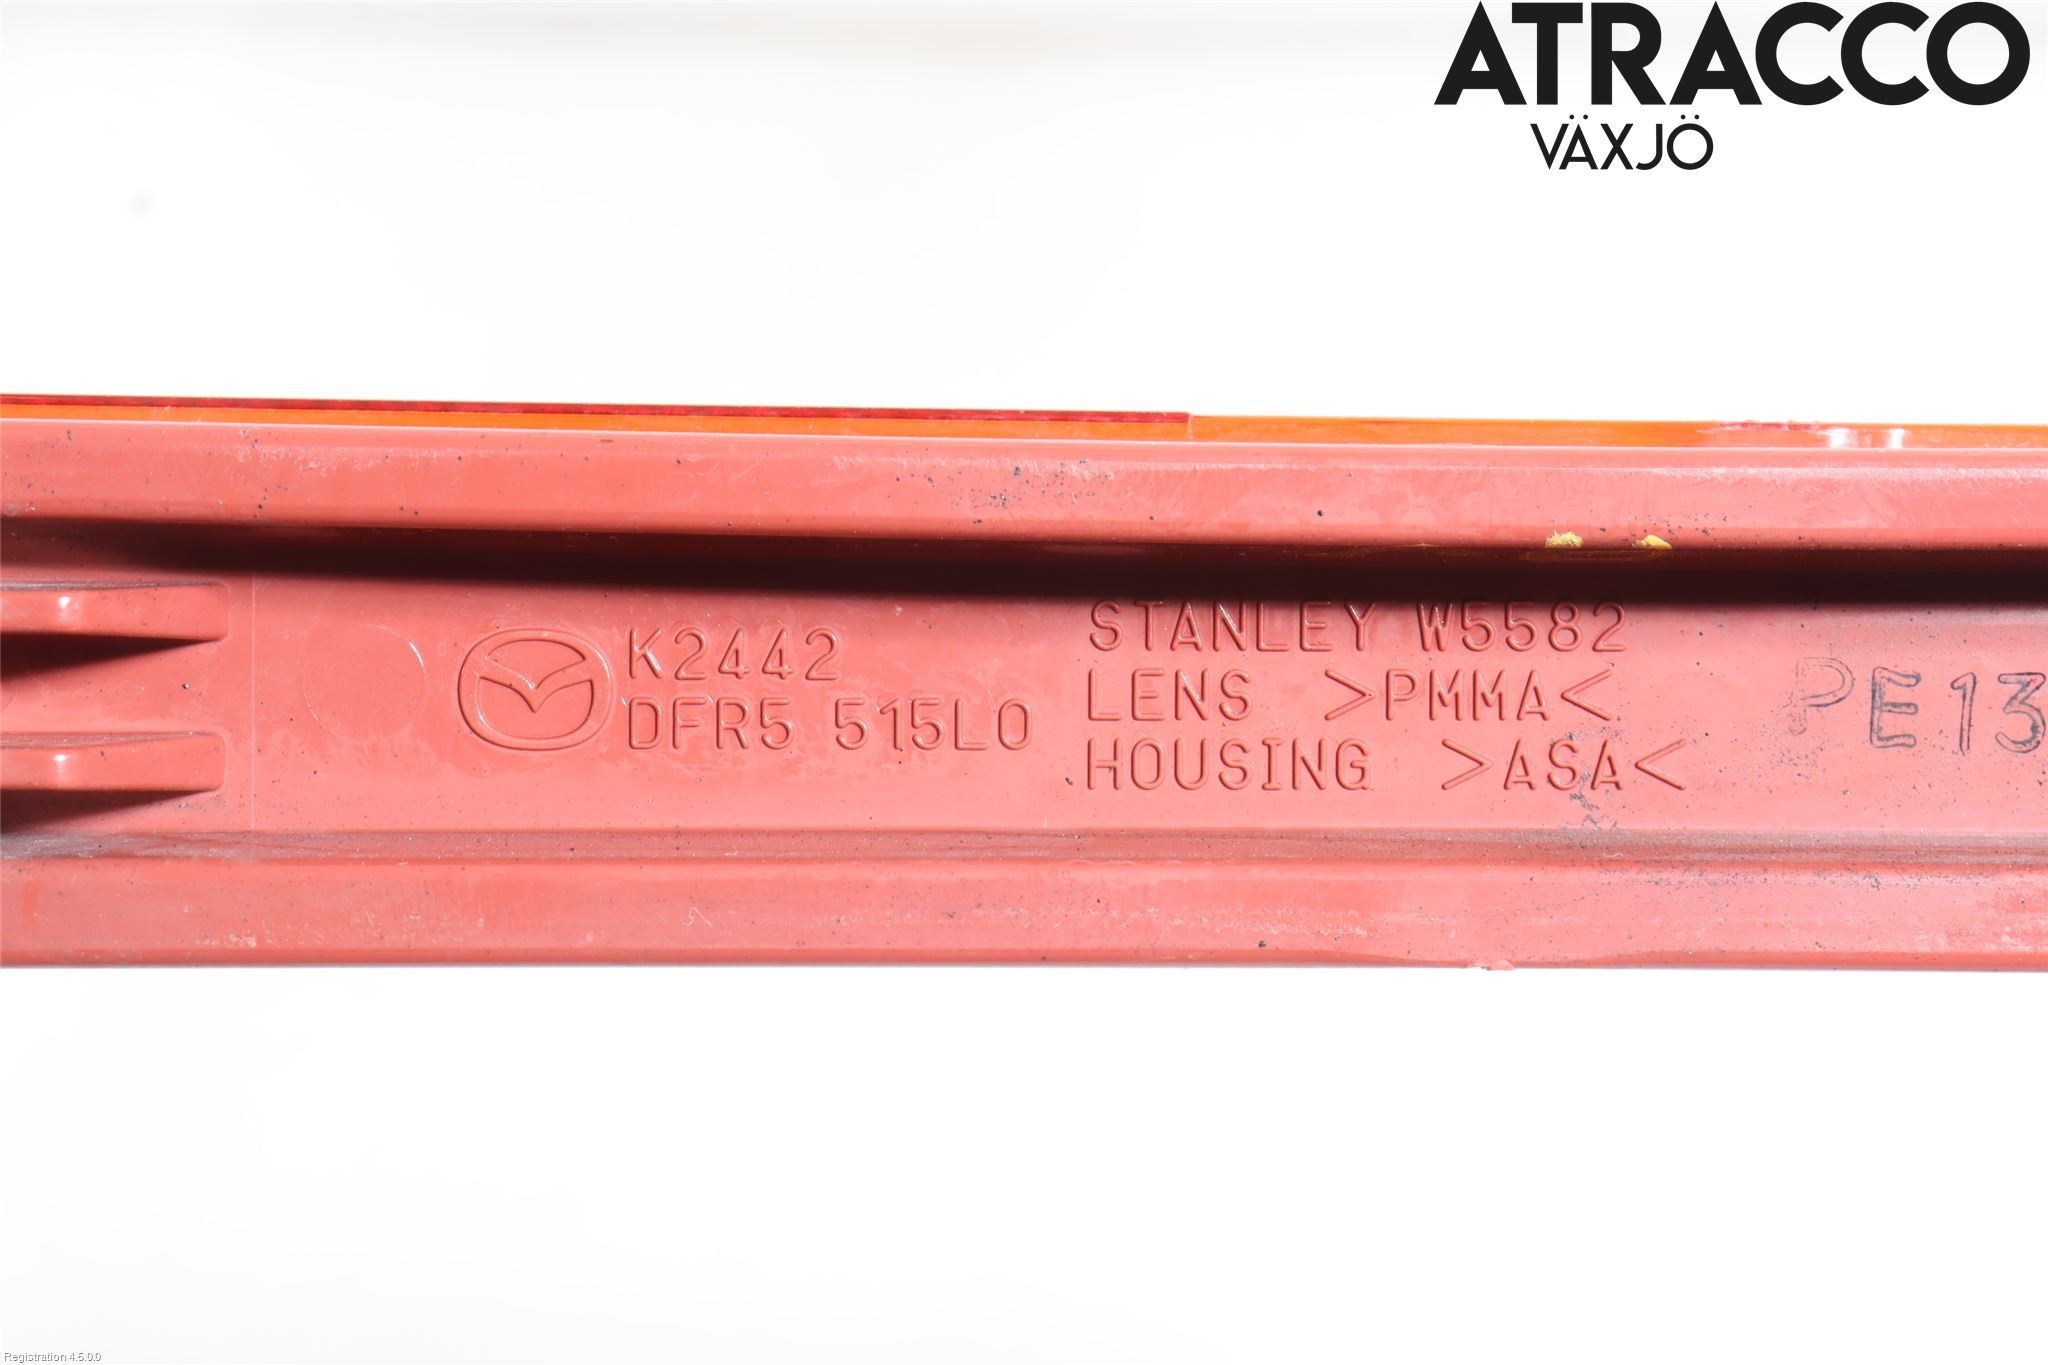 ATRACCO
VÄXJÖ
K2442
DFR5 515L0
STANLEY W5582
LENS >PMMA<
HOUSING >ASA<
PE13
Registration 4.5.0.0